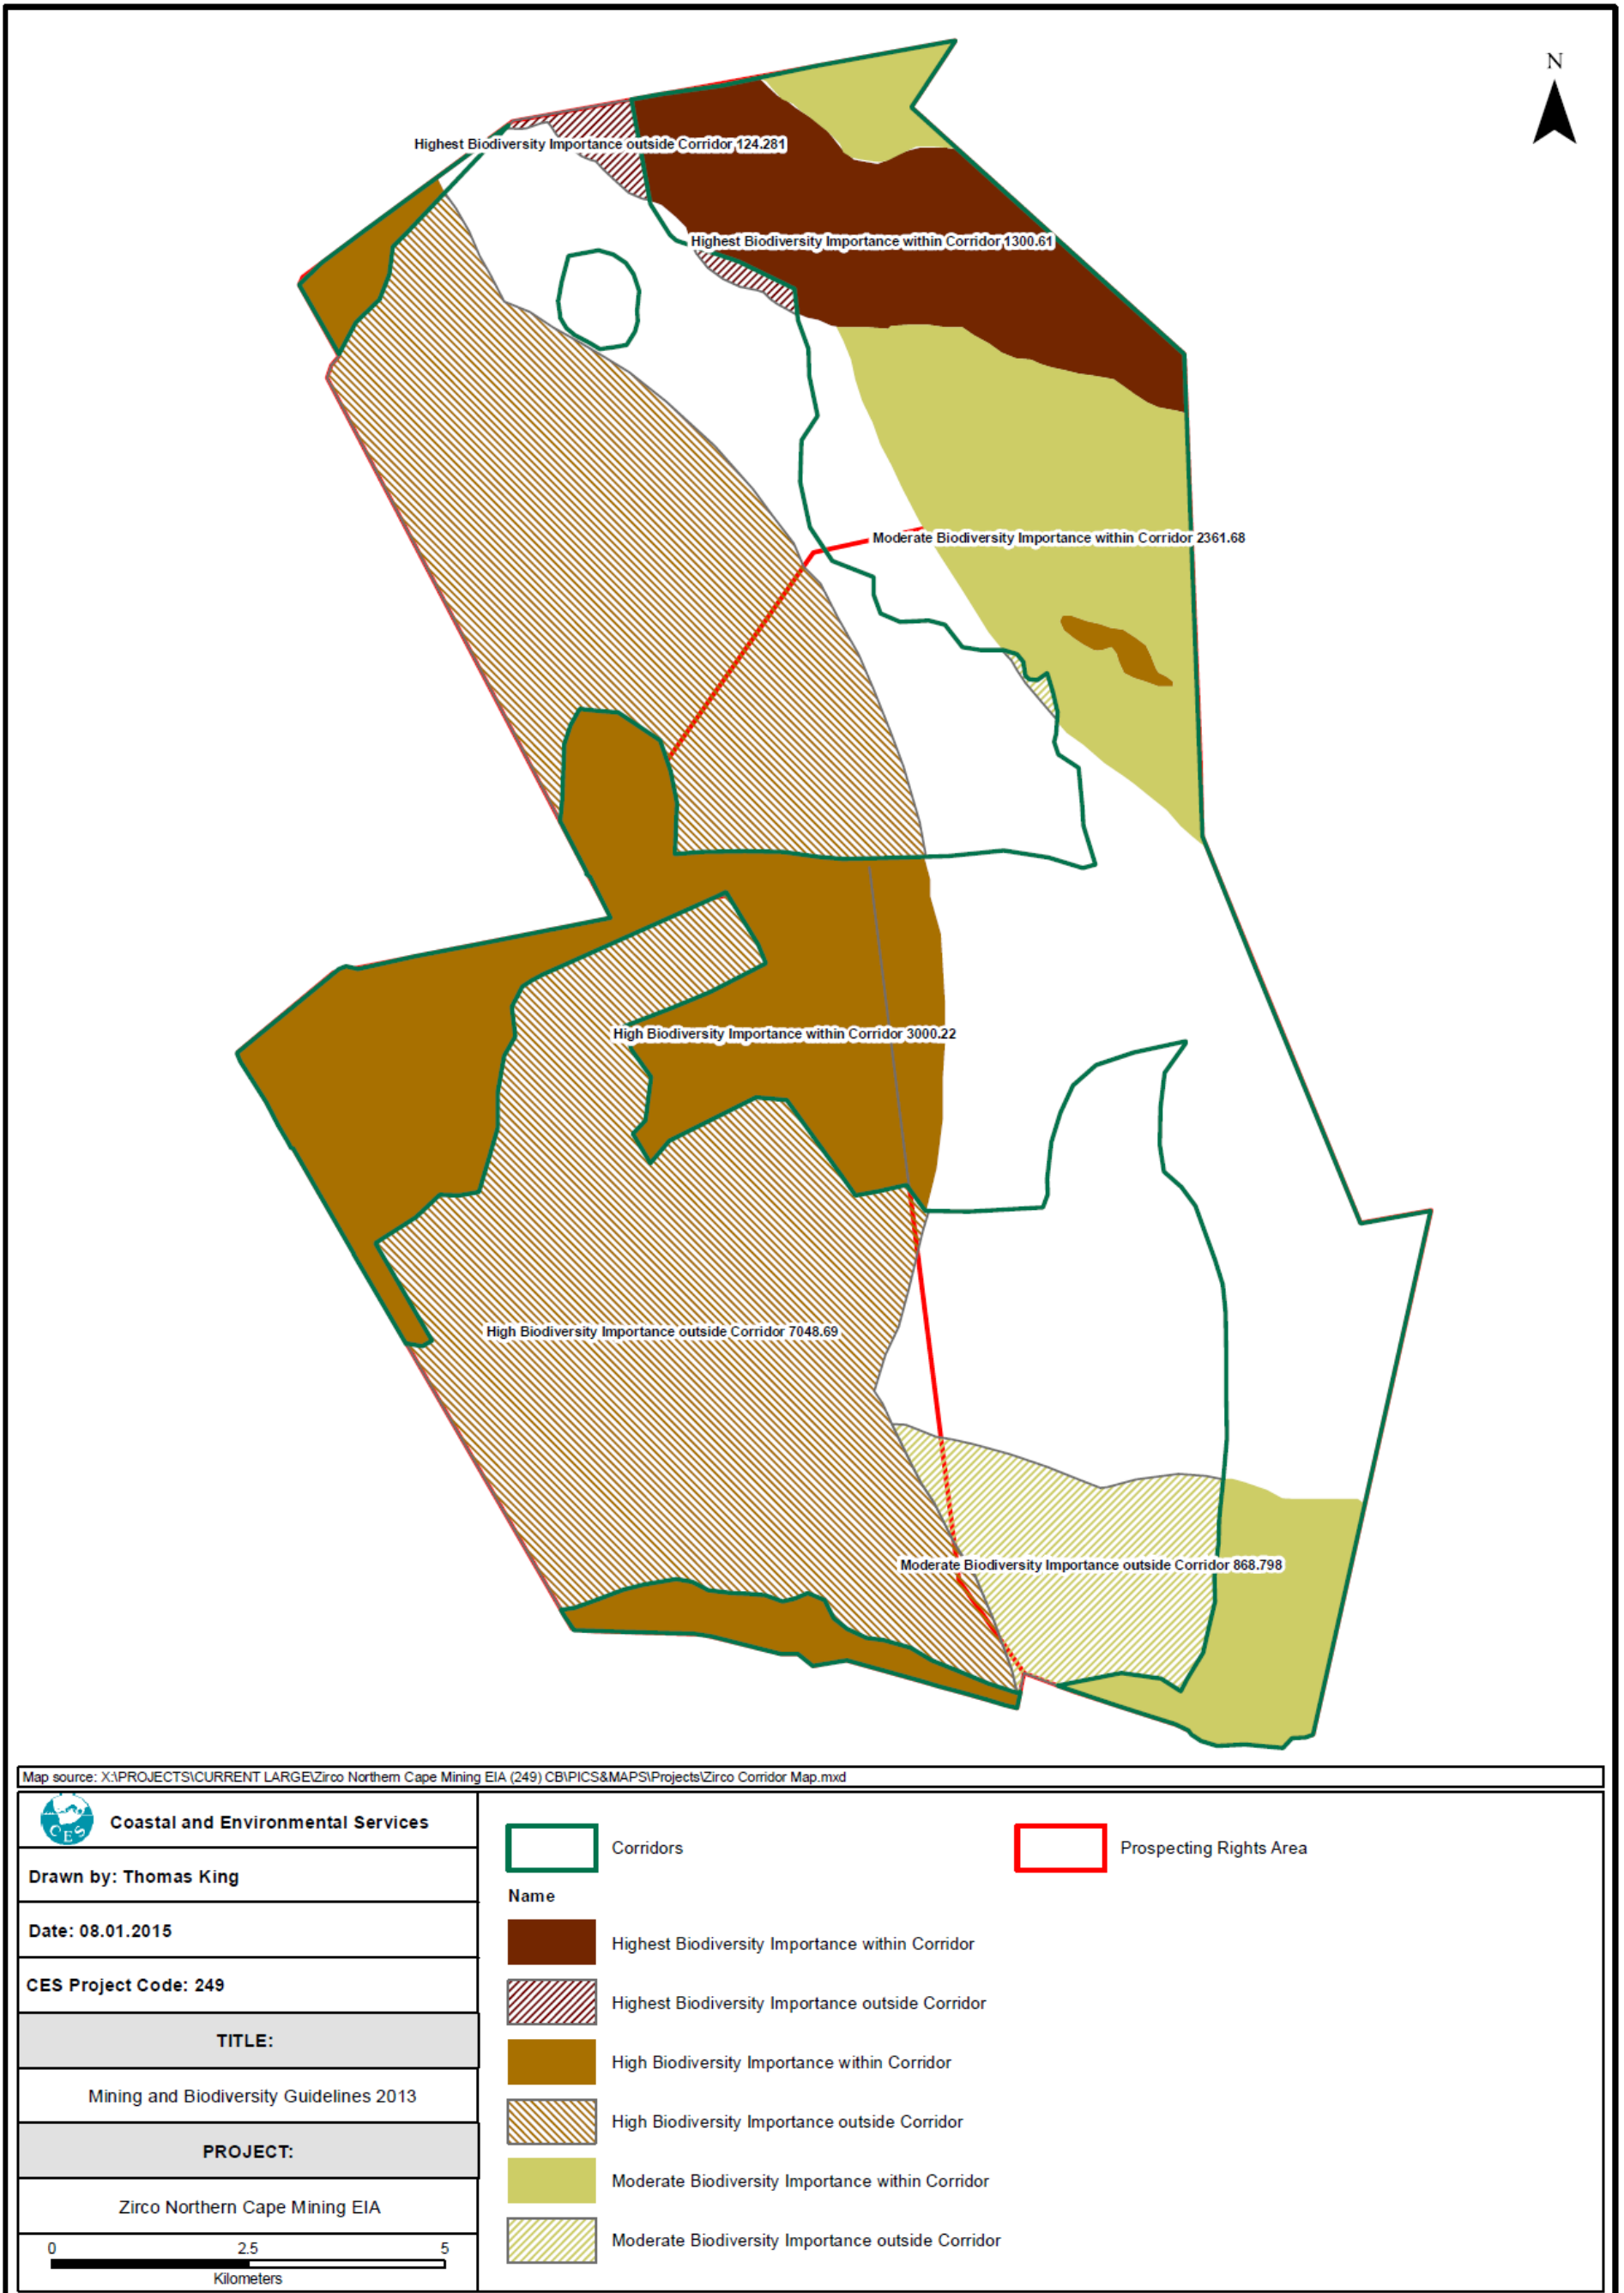 N
Highest Biodiversity Importance outside Corridor 124.281
Highest Biodiversity Importance within Corridor 1300.61
Moderate Biodiversity Importance within Corridor 2361.68
High Biodiversity Importance within Corridor 3000.22
High Biodiversity Importance outside Corridor 7048.69
Moderate Biodiversity Importance outside Corridor 868.798
Map source: X:\PROJECTS\CURRENT LARGE\Zirco Northern Cape Mining EIA (249) CB\PICS&MAPS\Projects\Zirco Corridor Map.mxd
CES
Coastal and Environmental Services
Drawn by: Thomas King
Date: 08.01.2015
CES Project Code: 249
TITLE:
Mining and Biodiversity Guidelines 2013
PROJECT:
Zirco Northern Cape Mining EIA
0 2.5 5
Kilometers
Corridors
Prospecting Rights Area
Name
Highest Biodiversity Importance within Corridor
Highest Biodiversity Importance outside Corridor
High Biodiversity Importance within Corridor
High Biodiversity Importance outside Corridor
Moderate Biodiversity Importance within Corridor
Moderate Biodiversity Importance outside Corridor